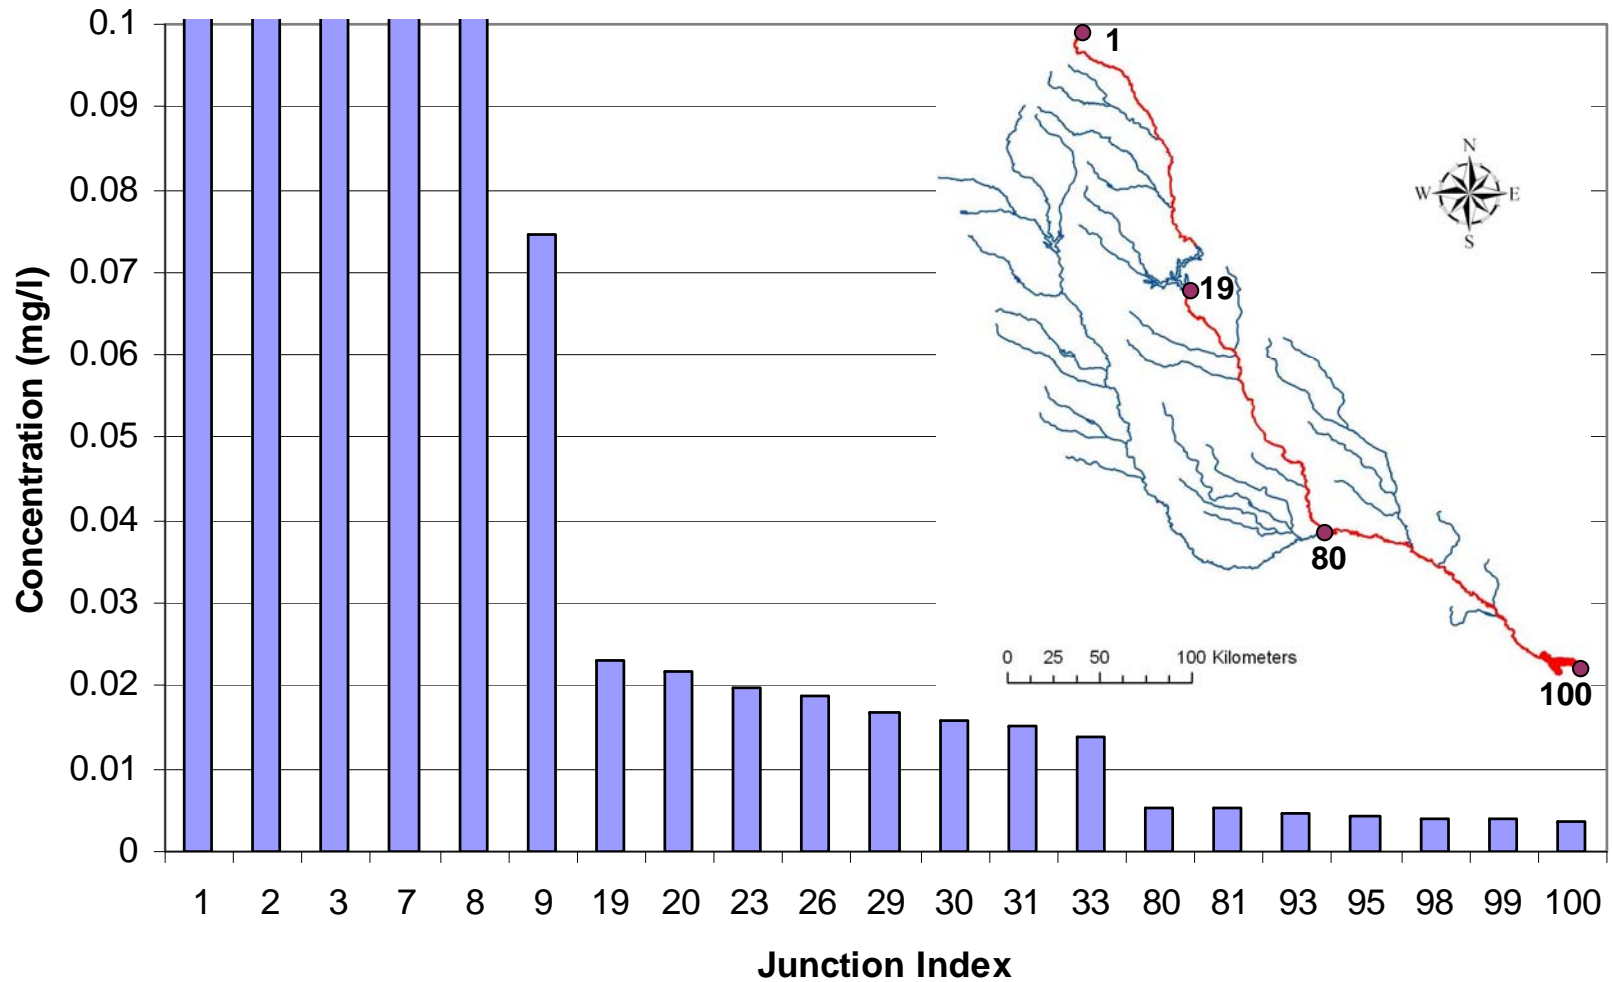 Concentration (mg/l)
0.1
0.09
0.08
0.07
0.06
0.05
0.04
0.03
0.02
0.01
0
1
19
80
100
N
W E
S
0 25 50 100 Kilometers
1 2 3 7 8 9 19 20 23 26 29 30 31 33 80 81 93 95 98 99 100
Junction Index